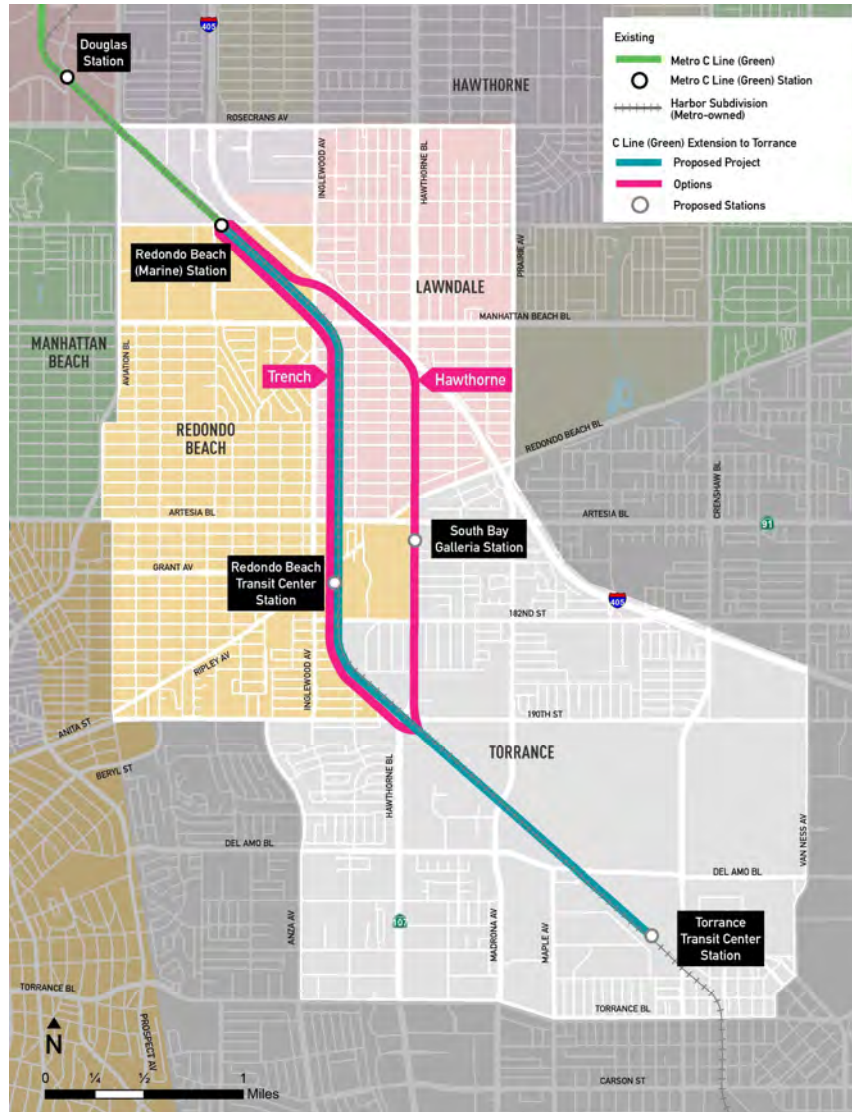 Douglas
Station
405
HAWTHORNE
ROSECRANS AV
Existing
Metro C Line (Green)
Metro C Line (Green) Station
Harbor Subdivision
(Metro-owned)
C Line (Green) Extension to Torrance
Proposed Project
Options
Proposed Stations
INGLEWOOD AV
HAWTHORNE BL
PRAIRIE AV
Redondo Beach
(Marine) Station
LAWNDALE
MANHATTAN BEACH BL
MANHATTAN
BEACH
AVIATION BL
Trench
Hawthorne
REDONDO
BEACH
REDONDO BEACH BL
CRENSHAW BL
ARTESIA BL
ARTESIA BL
91
South Bay
Galleria Station
GRANT AV
Redondo Beach
Transit Center
Station
405
182ND ST
RIPLEY AV
INGLEWOOD AV
190TH ST
ANITA ST
TORRANCE
BERYL ST
HAWTHORNE BL
VAN NESS AV
DEL AMO BL
DEL AMO BL
ANZA AV
107
MADRONA AV
MAPLE AV
Torrance
Transit Center
Station
TORRANCE BL
TORRANCE BL
PROSPECT AV
N
0 ¼ ½ 1
Miles
CARSON ST